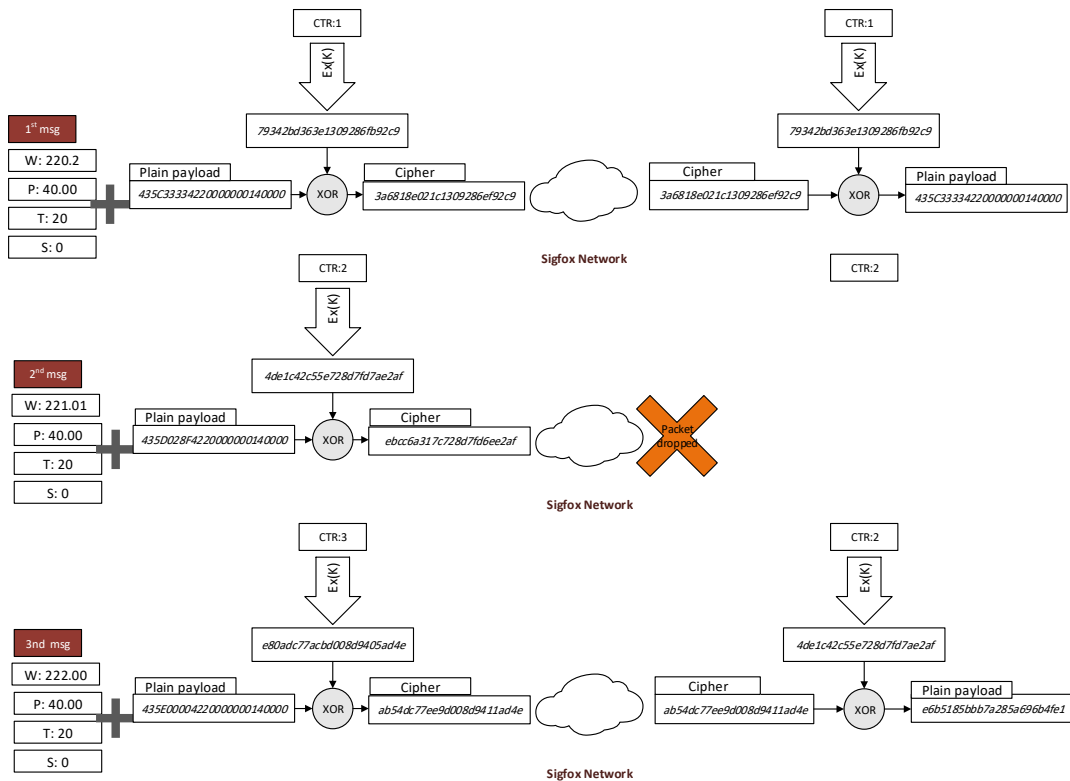 CTR:1
CTR:1
Ex(K)
Ex(K)
79342bd363e1309286fb92c9
79342bd363e1309286fb92c9
1st msg
W: 220.2
P: 40.00
T: 20
S: 0
Plain payload
435C33334220000000140000
XOR
Cipher
3a6818e021c1309286ef92c9
Cipher
3a6818e021c1309286ef92c9
XOR
Plain payload
435C33334220000000140000
Sigfox Network
CTR:2
CTR:2
Ex(K)
4de1c42c55e728d7fd7ae2af
2nd msg
W: 221.01
P: 40.00
T: 20
S: 0
Plain payload
435D028F4220000000140000
XOR
Cipher
ebcc6a317c728d7fd6ee2af
Packet
dropped
Sigfox Network
CTR:3
CTR:2
Ex(K)
Ex(K)
e80adc77acbd008d9405ad4e
4de1c42c55e728d7fd7ae2af
3nd msg
W: 222.00
P: 40.00
T: 20
S: 0
Plain payload
435E00004220000000140000
XOR
Cipher
ab54dc77ee9d008d9411ad4e
Cipher
ab54dc77ee9d008d9411ad4e
XOR
Plain payload
e6b5185bbb7a285a696b4fe1
Sigfox Network